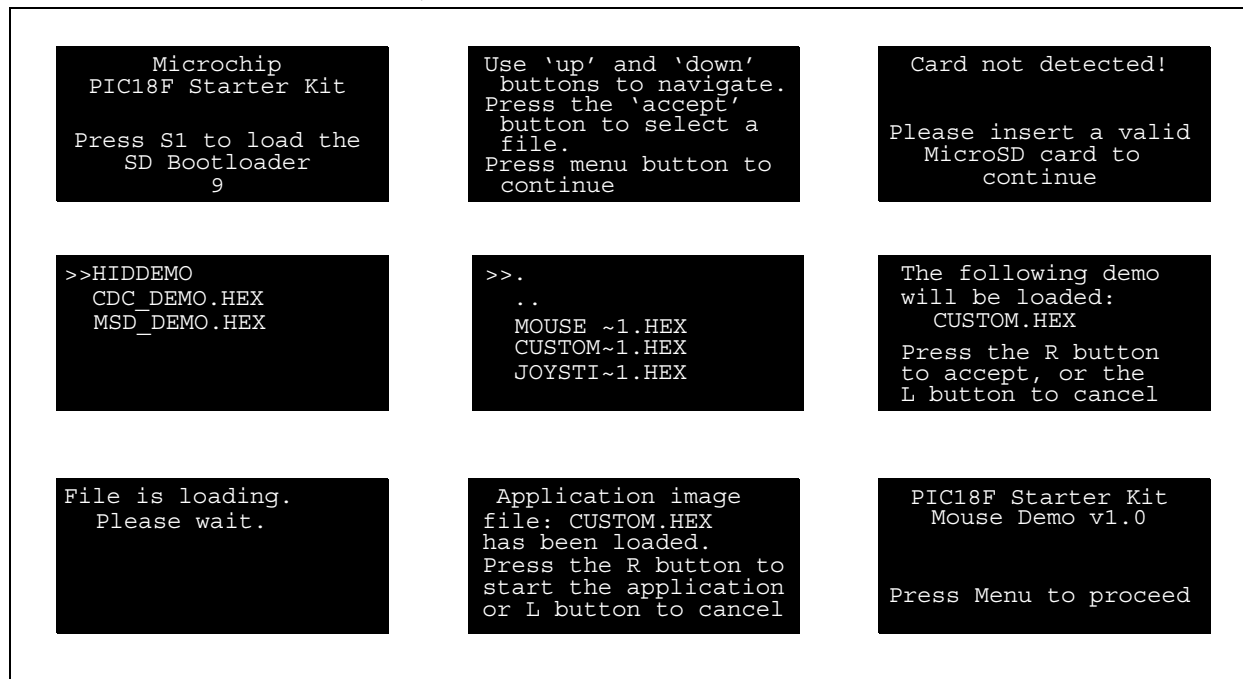 Microchip
PIC18F Starter Kit
Press S1 to load the
SD Bootloader
9
Use ‘up’ and ‘down’
buttons to navigate.
Press the ‘accept’
button to select a
file.
Press menu button to
continue
Card not detected!
Please insert a valid
MicroSD card to
continue
>>HIDDEMO
CDC_DEMO.HEX
MSD_DEMO.HEX
>>.
..
MOUSE ~1.HEX
CUSTOM~1.HEX
JOYSTI~1.HEX
The following demo
will be loaded:
CUSTOM.HEX
Press the R button
to accept, or the
L button to cancel
File is loading.
Please wait.
Application image
file: CUSTOM.HEX
has been loaded.
Press the R button to
start the application
or L button to cancel
PIC18F Starter Kit
Mouse Demo v1.0
Press Menu to proceed